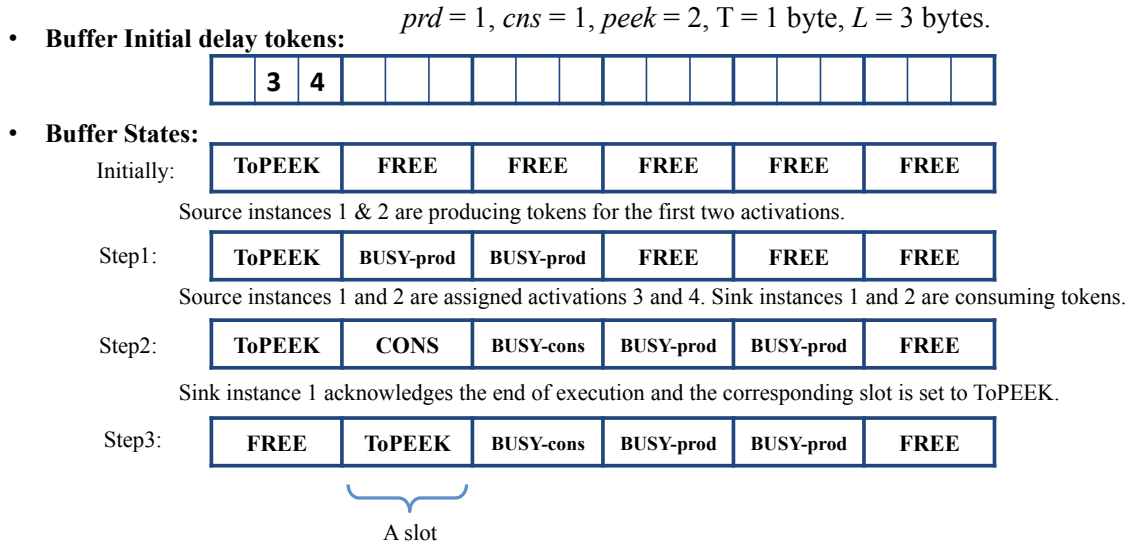 prd = 1, cns = 1, peek = 2, T = 1 byte, L = 3 bytes.
• Buffer Initial delay tokens:
3 4
• Buffer States:
Initially: ToPEEK FREE FREE FREE FREE FREE
Source instances 1 & 2 are producing tokens for the first two activations.
Step1: ToPEEK BUSY-prod BUSY-prod FREE FREE FREE
Source instances 1 and 2 are assigned activations 3 and 4. Sink instances 1 and 2 are consuming tokens.
Step2: ToPEEK CONS BUSY-cons BUSY-prod BUSY-prod FREE
Sink instance 1 acknowledges the end of execution and the corresponding slot is set to ToPEEK.
Step3: FREE ToPEEK BUSY-cons BUSY-prod BUSY-prod FREE
A slot